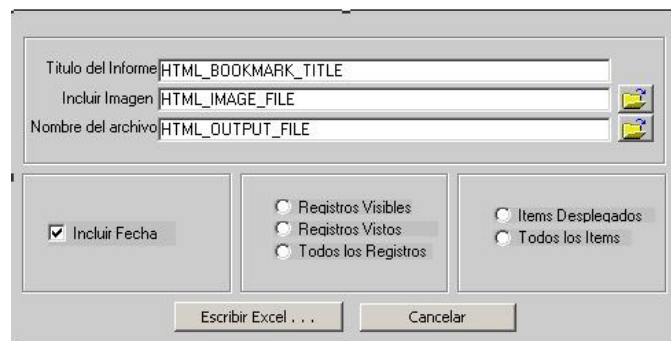 Titulo del Informe HTML_BOOKMARK_TITLE
Incluir Imagen HTML_IMAGE_FILE
Nombre del archivo HTML_OUTPUT_FILE
Incluir Fecha
Registros Visibles
Registros Vistos
Todos los Registros
Items Desplegados
Todos los Items
Escribir Excel . . . Cancelar